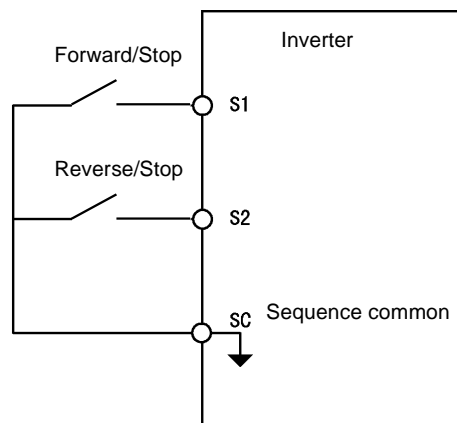 Inverter
Forward/Stop
S1
Reverse/Stop
S2
SC
Sequence common